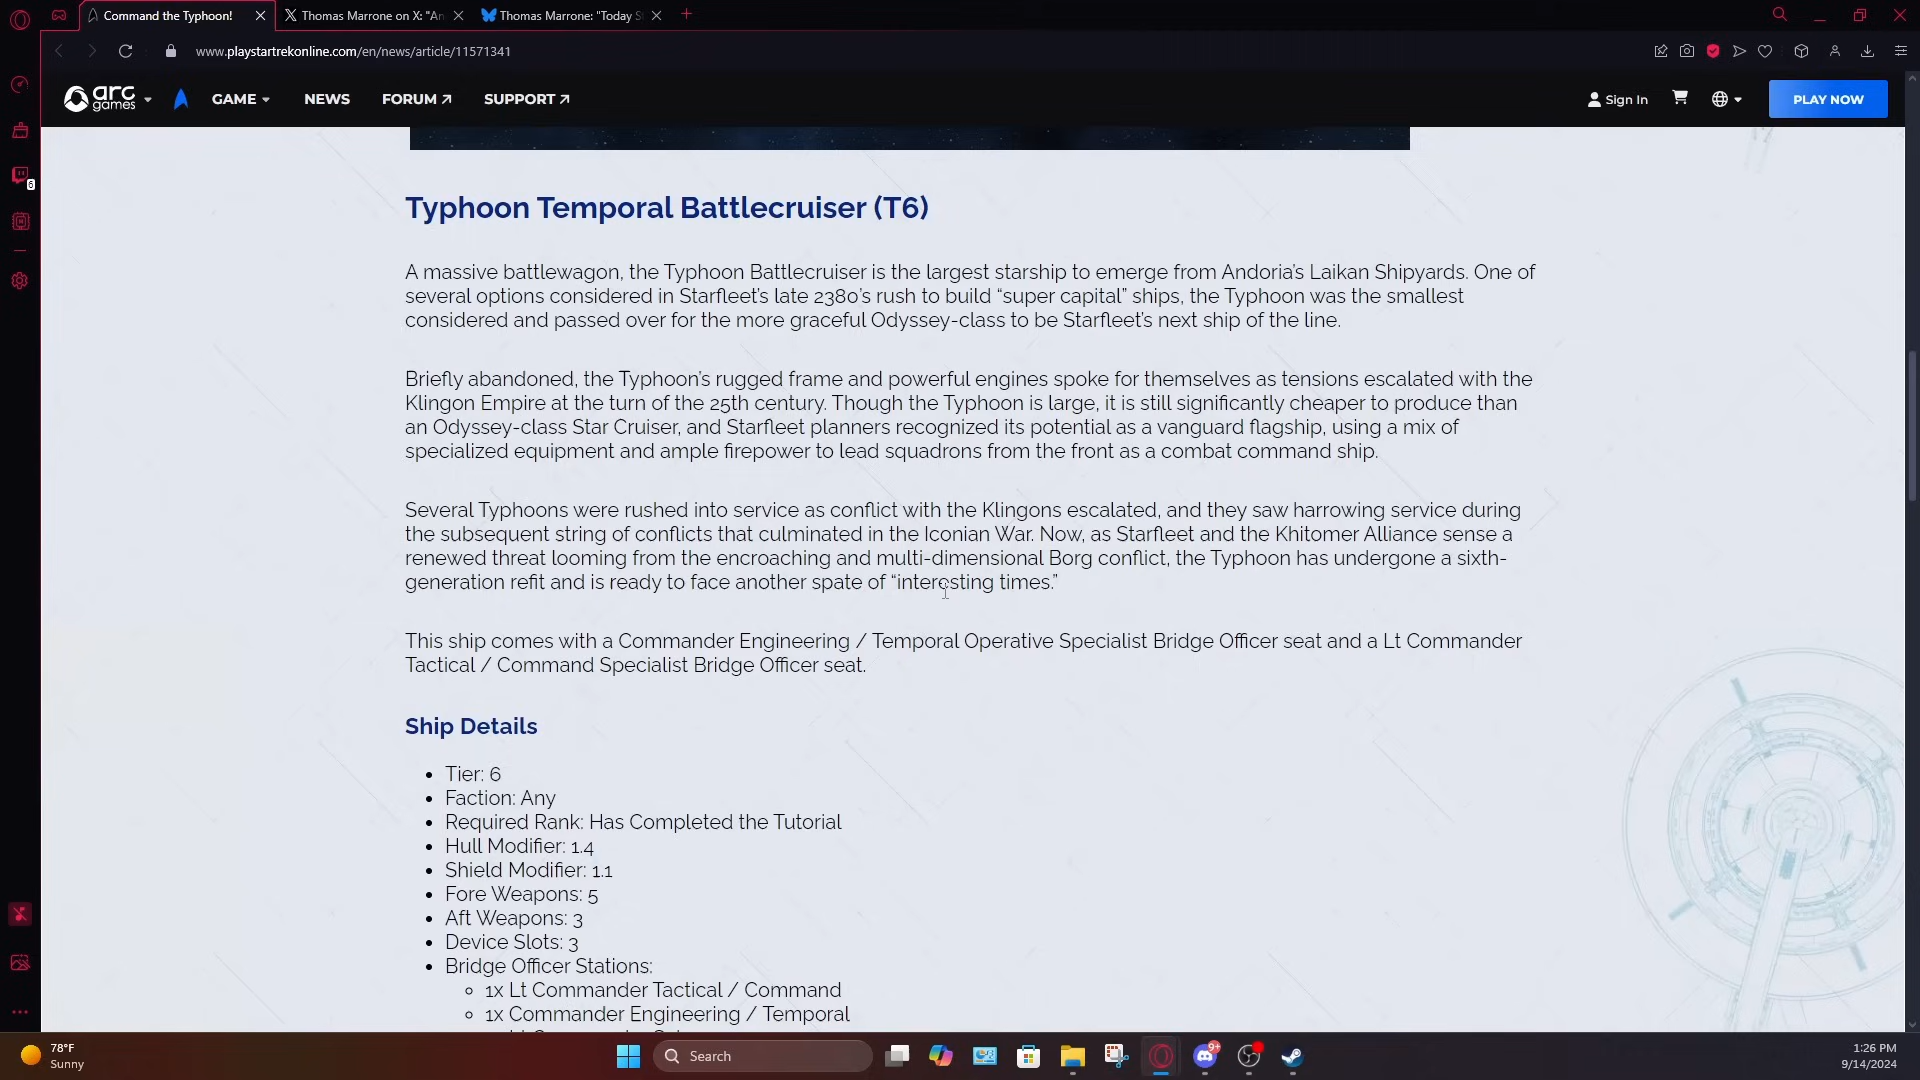 Command the Typhoon!
Thomas Marrone on X: "An
Thomas Marrone: "Today S
www.playstartrekonline.com/en/news/article/11571341
arc games
GAME
NEWS
FORUM
SUPPORT
Sign In
PLAY NOW
6
Typhoon Temporal Battlecruiser (T6)
A massive battlewagon, the Typhoon Battlecruiser is the largest starship to emerge from Andoria's Laikan Shipyards. One of
several options considered in Starfleet's late 2380's rush to build “super capital” ships, the Typhoon was the smallest
considered and passed over for the more graceful Odyssey-class to be Starfleet's next ship of the line.
Briefly abandoned, the Typhoon's rugged frame and powerful engines spoke for themselves as tensions escalated with the
Klingon Empire at the turn of the 25th century. Though the Typhoon is large, it is still significantly cheaper to produce than
an Odyssey-class Star Cruiser, and Starfleet planners recognized its potential as a vanguard flagship, using a mix of
specialized equipment and ample firepower to lead squadrons from the front as a combat command ship.
Several Typhoons were rushed into service as conflict with the Klingons escalated, and they saw harrowing service during
the subsequent string of conflicts that culminated in the Iconian War. Now, as Starfleet and the Khitomer Alliance sense a
renewed threat looming from the encroaching and multi-dimensional Borg conflict, the Typhoon has undergone a sixth-
generation refit and is ready to face another spate of “interesting times.”
This ship comes with a Commander Engineering / Temporal Operative Specialist Bridge Officer seat and a Lt Commander
Tactical / Command Specialist Bridge Officer seat.
Ship Details
• Tier: 6
• Faction: Any
• Required Rank: Has Completed the Tutorial
• Hull Modifier: 1.4
• Shield Modifier: 1.1
• Fore Weapons: 5
• Aft Weapons: 3
• Device Slots: 3
• Bridge Officer Stations:
1x Lt Commander Tactical / Command
1x Commander Engineering / Temporal
78°F
Sunny
Search
9+
1:26 PM
9/14/2024